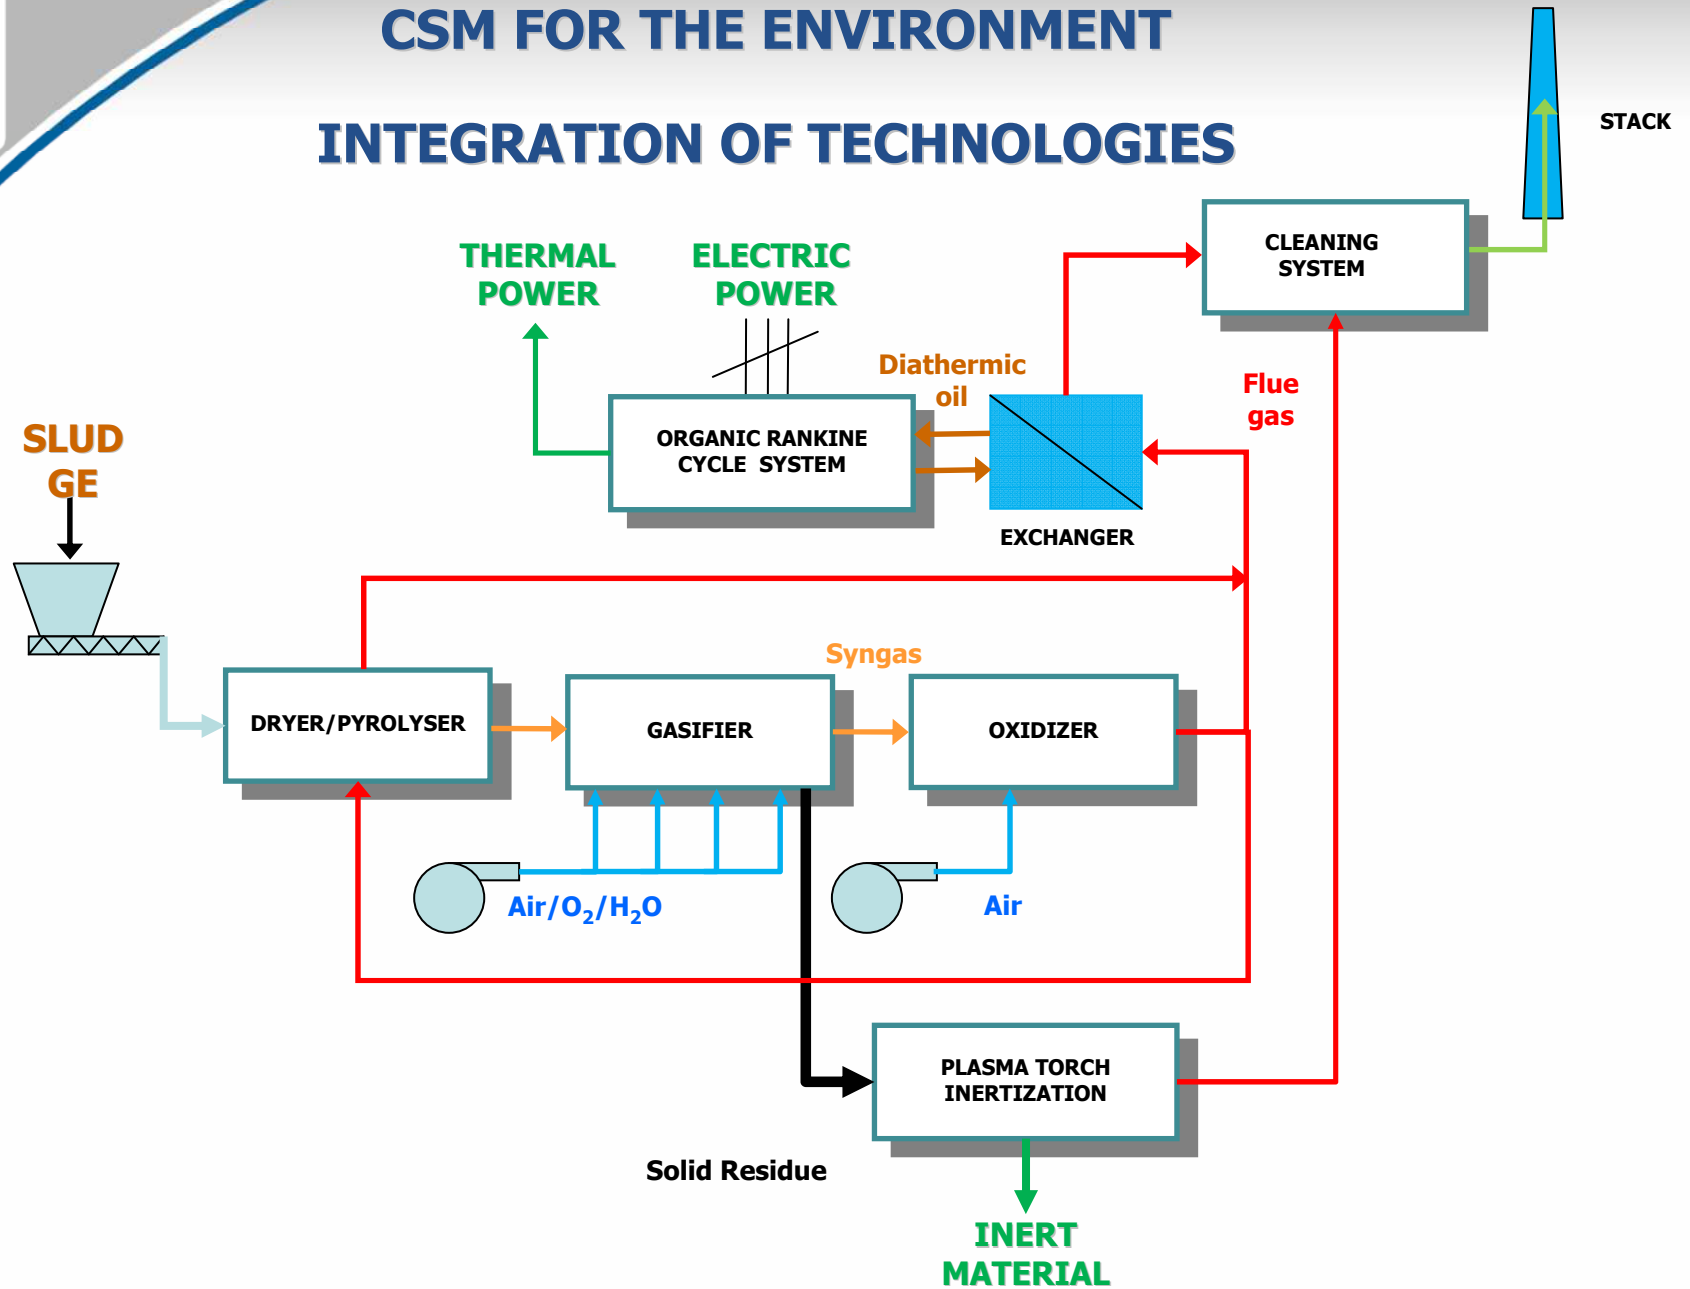 CSM FOR THE ENVIRONMENT
INTEGRATION OF TECHNOLOGIES
STACK
CLEANING
SYSTEM
THERMAL
POWER
ELECTRIC
POWER
Diathermic
oil
Flue
gas
ORGANIC RANKINE
CYCLE SYSTEM
EXCHANGER
SLUD
GE
Syngas
DRYER/PYROLYSER
GASIFIER
OXIDIZER
Air/O₂/H₂O
Air
PLASMA TORCH
INERTIZATION
Solid Residue
INERT
MATERIAL